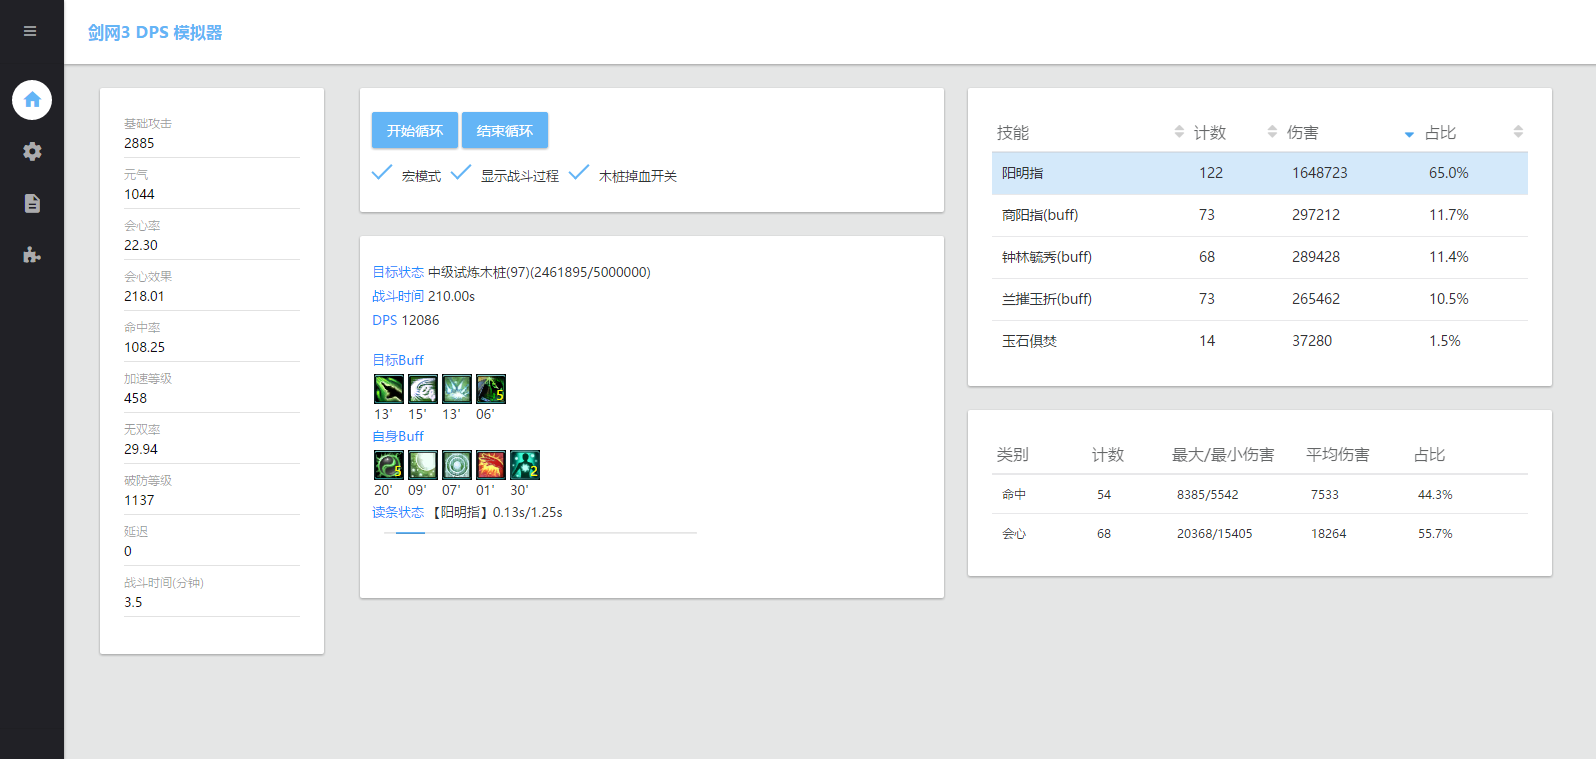 剑网3 DPS 模拟器
基础攻击
2885
元气
1044
会心率
22.30
会心效果
218.01
命中率
108.25
加速等级
458
无双率
29.94
破防等级
1137
延迟
0
战斗时间(分钟)
3.5
开始循环 结束循环
宏模式 显示战斗过程 木桩掉血开关
目标状态 中级试炼木桩(97)(2461895/5000000)
战斗时间 210.00s
DPS 12086
目标Buff
5
13' 15' 13' 06'
自身Buff
5 2
20' 09' 07' 01' 30'
读条状态 【阳明指】0.13s/1.25s
技能 计数 伤害 占比
阳明指 122 1648723 65.0%
商阳指(buff) 73 297212 11.7%
钟林毓秀(buff) 68 289428 11.4%
兰摧玉折(buff) 73 265462 10.5%
玉石俱焚 14 37280 1.5%
类别 计数 最大/最小伤害 平均伤害 占比
命中 54 8385/5542 7533 44.3%
会心 68 20368/15405 18264 55.7%